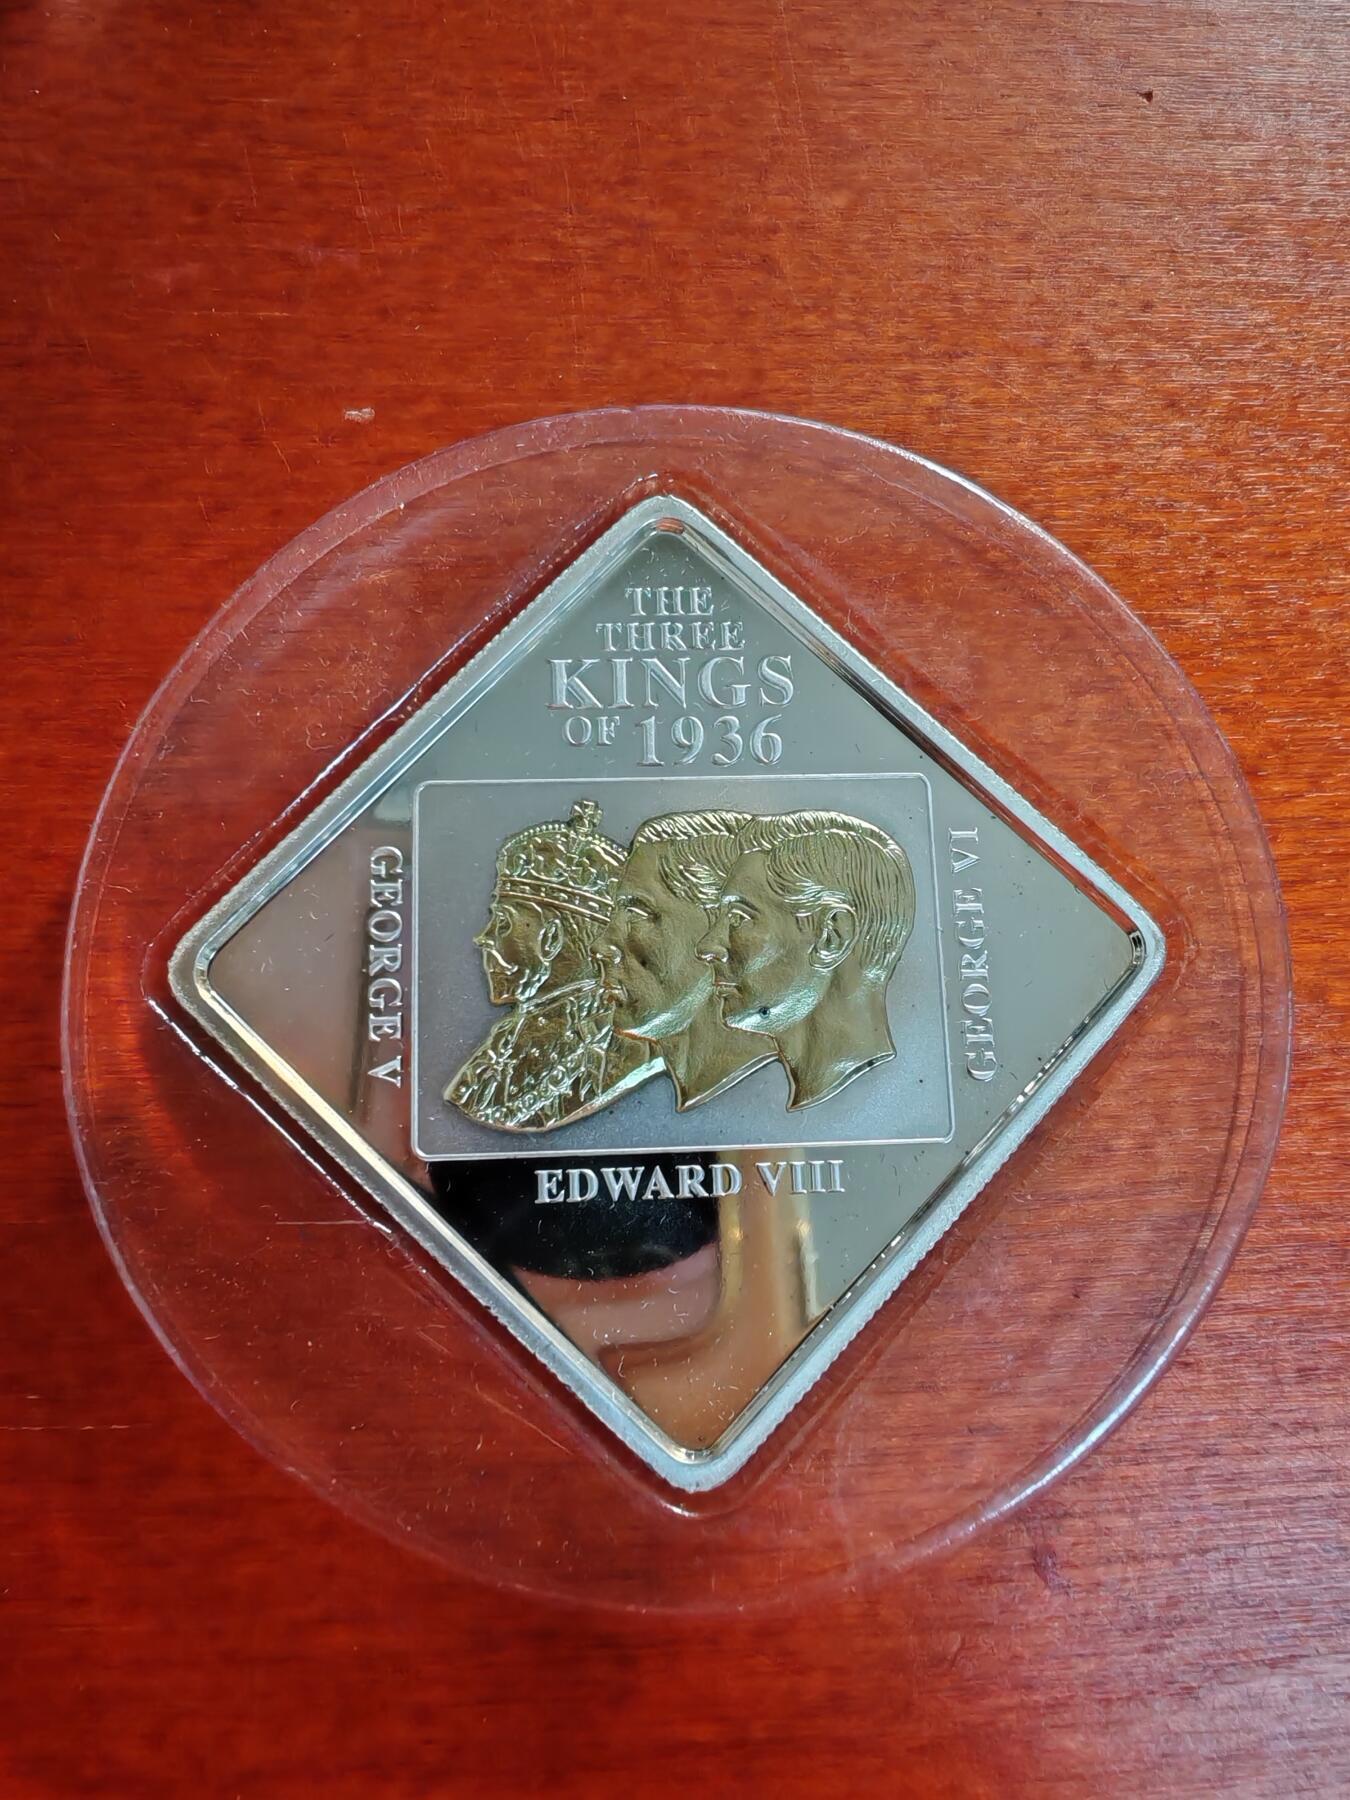 THE
THREE
KINGS
OF 1936
GEORGE V
GEORGE VI
EDWARD VIII